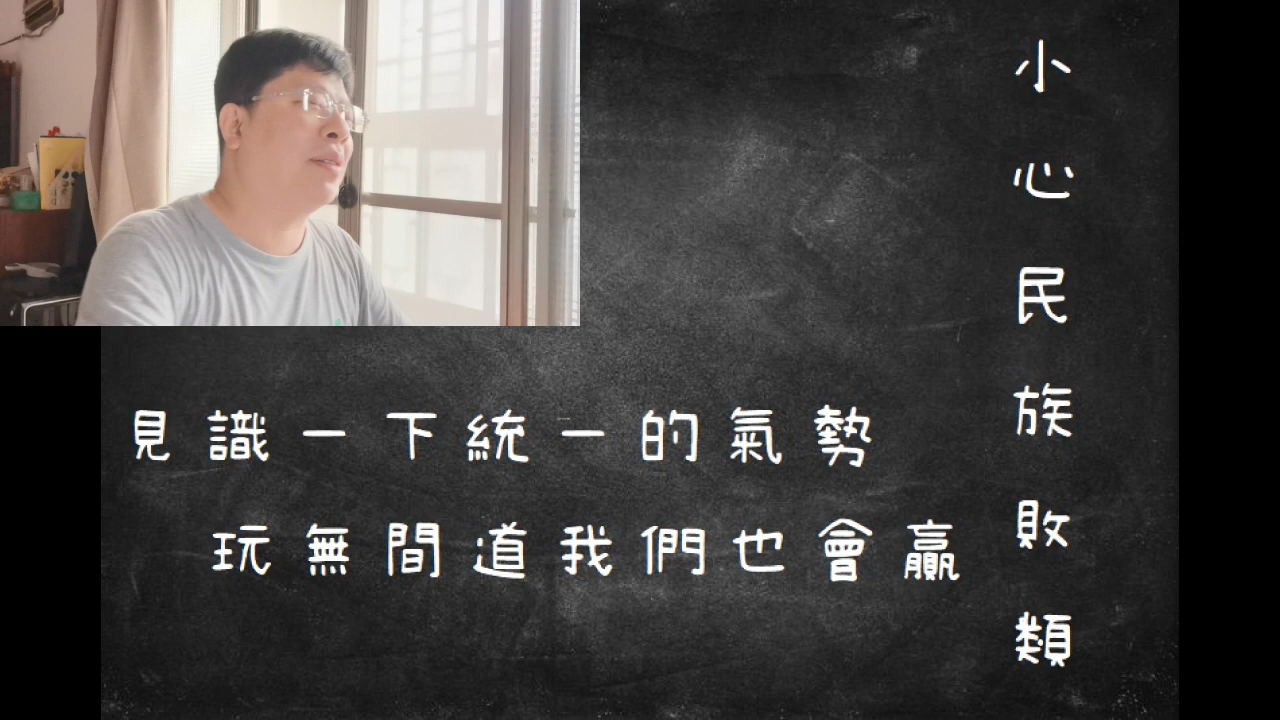 小心民族敗類
見識一下統一的氣勢
玩無間道我們也會贏